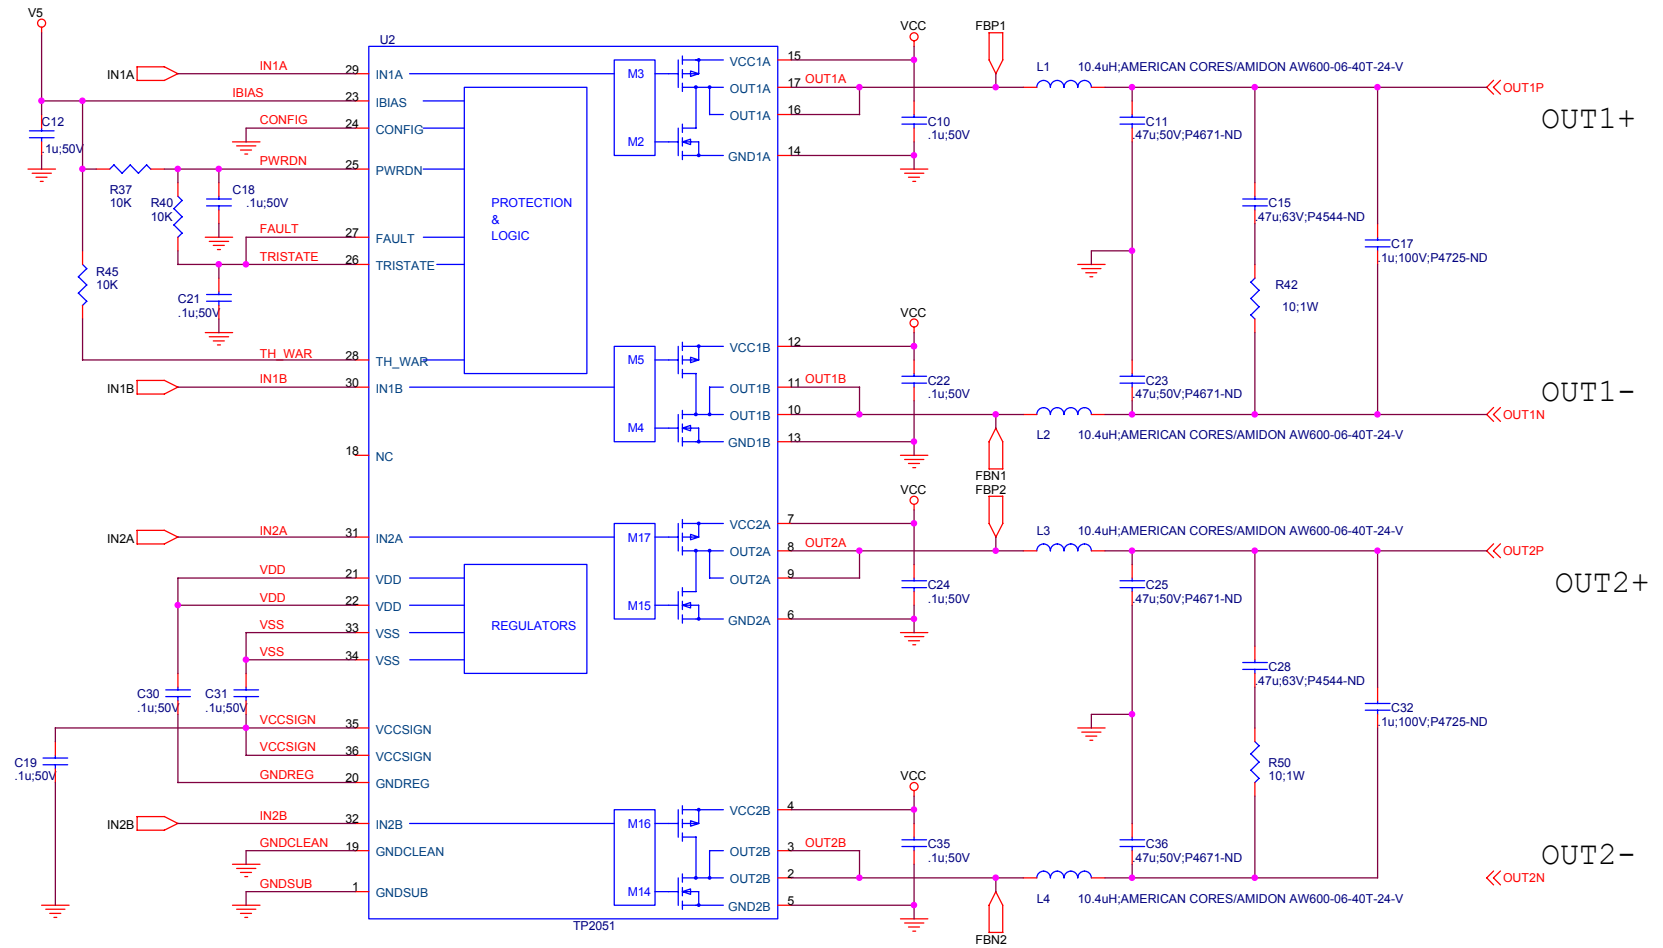 V5
U2
VCC
FBP1
IN1A
IN1A
29
IN1A
M3
VCC1A
15
L1
10.4uH;AMERICAN CORES/AMIDON AW600-06-40T-24-V
OUT1A
17
OUT1A
OUT1P
IBIAS
23
IBIAS
OUT1A
16
OUT1+
C12
.1u;50V
CONFIG
24
CONFIG
M2
C10
.1u;50V
C11
.47u;50V;P4671-ND
GND1A
14
PWRDN
25
PWRDN
R37
10K
R40
10K
C18
.1u;50V
PROTECTION
&
LOGIC
C15
.47u;63V;P4544-ND
FAULT
27
FAULT
C17
.1u;100V;P4725-ND
TRISTATE
26
TRISTATE
R45
10K
C21
.1u;50V
R42
10;1W
VCC
TH_WAR
28
TH_WAR
M5
VCC1B
12
IN1B
IN1B
30
IN1B
OUT1B
11
OUT1B
C22
.1u;50V
C23
.47u;50V;P4671-ND
OUT1-
OUT1B
10
OUT1N
M4
GND1B
13
L2
10.4uH;AMERICAN CORES/AMIDON AW600-06-40T-24-V
18
NC
FBN1
FBP2
VCC
IN2A
IN2A
31
IN2A
M17
VCC2A
7
L3
10.4uH;AMERICAN CORES/AMIDON AW600-06-40T-24-V
OUT2A
8
OUT2A
OUT2P
VDD
21
VDD
OUT2A
9
C24
.1u;50V
C25
.47u;50V;P4671-ND
OUT2+
VDD
22
VDD
M15
GND2A
6
VSS
33
VSS
REGULATORS
VSS
34
VSS
C28
.47u;63V;P4544-ND
C30
.1u;50V
C31
.1u;50V
C32
.1u;100V;P4725-ND
VCCSIGN
35
VCCSIGN
VCCSIGN
36
VCCSIGN
C19
.1u;50V
R50
10;1W
GNDREG
20
GNDREG
VCC
IN2B
IN2B
32
IN2B
M16
VCC2B
4
GNDCLEAN
19
GNDCLEAN
OUT2B
3
OUT2B
C35
.1u;50V
C36
.47u;50V;P4671-ND
OUT2-
OUT2B
2
OUT2N
GNDSUB
1
GNDSUB
M14
GND2B
5
L4
10.4uH;AMERICAN CORES/AMIDON AW600-06-40T-24-V
TP2051
FBN2